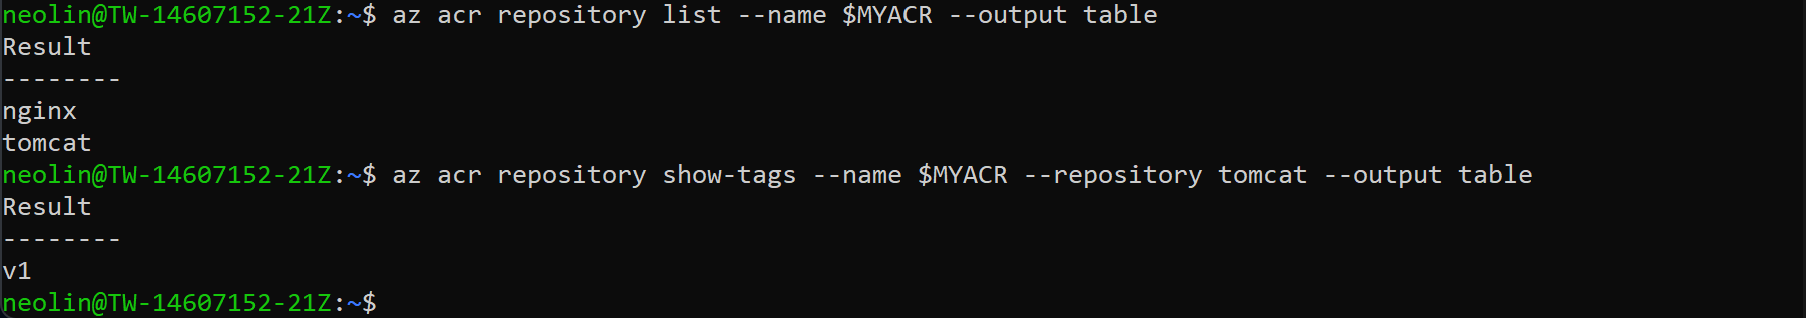 neolin@TW-14607152-21Z:~$ az acr repository list --name $MYACR --output table
Result
--------
nginx
tomcat
neolin@TW-14607152-21Z:~$ az acr repository show-tags --name $MYACR --repository tomcat --output table
Result
--------
v1
neolin@TW-14607152-21Z:~$